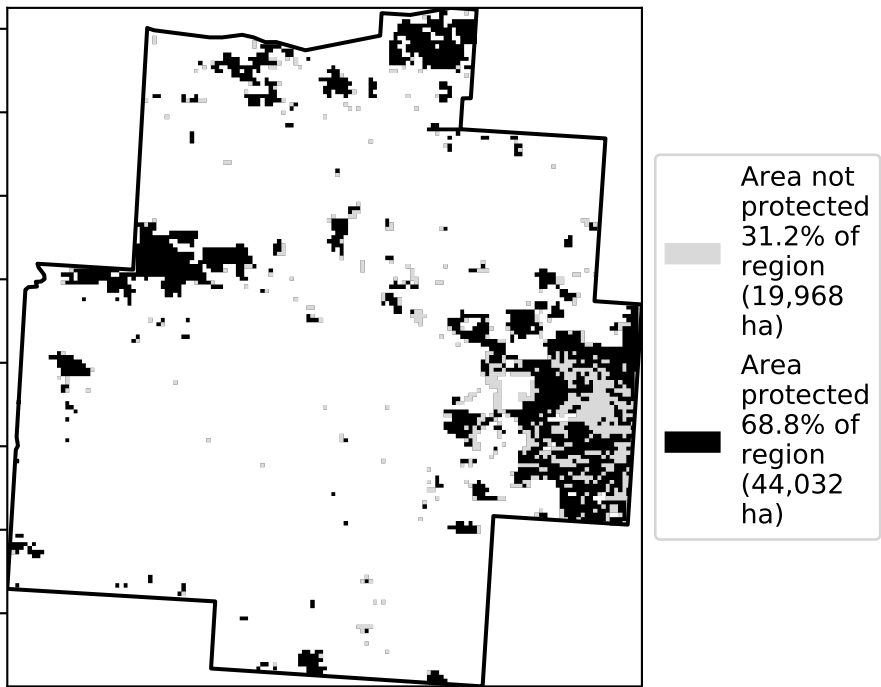 Area not
protected
31.2% of
region
(19,968
ha)
Area
protected
68.8% of
region
(44,032
ha)